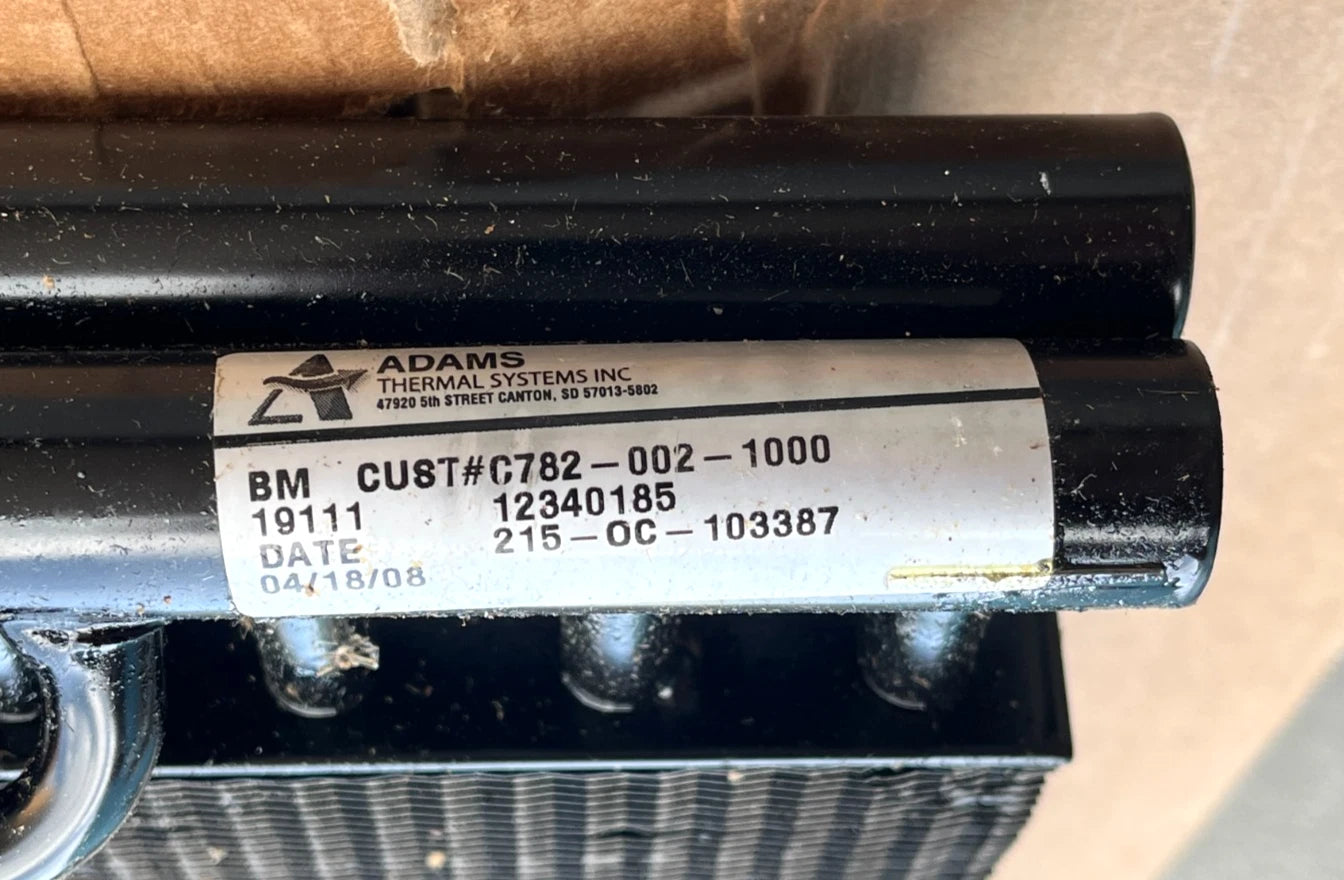 ADAMS
THERMAL SYSTEMS INC
47920 5th STREET CANTON, SD 57013-5802
BM CUST#C782-002-1000
19111 12340185
DATE 215-OC-103387
04/18/08